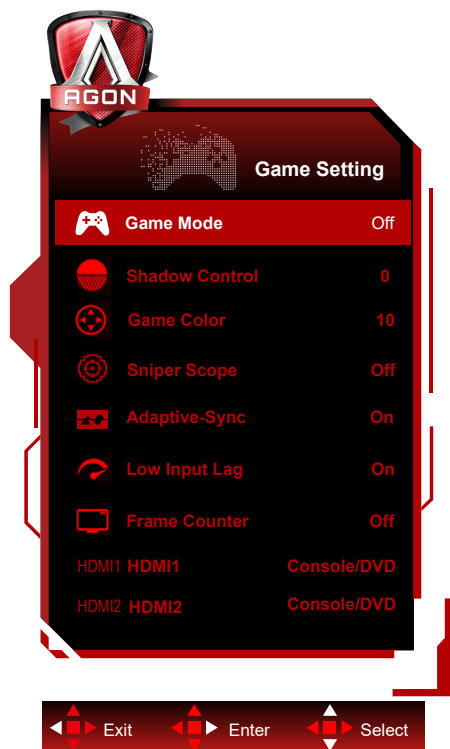 AGON
Game Setting
Game Mode Off
Shadow Control 0
Game Color 10
Sniper Scope Off
Adaptive-Sync On
Low Input Lag On
Frame Counter Off
HDMI1 HDMI1 Console/DVD
HDMI2 HDMI2 Console/DVD
Exit Enter Select